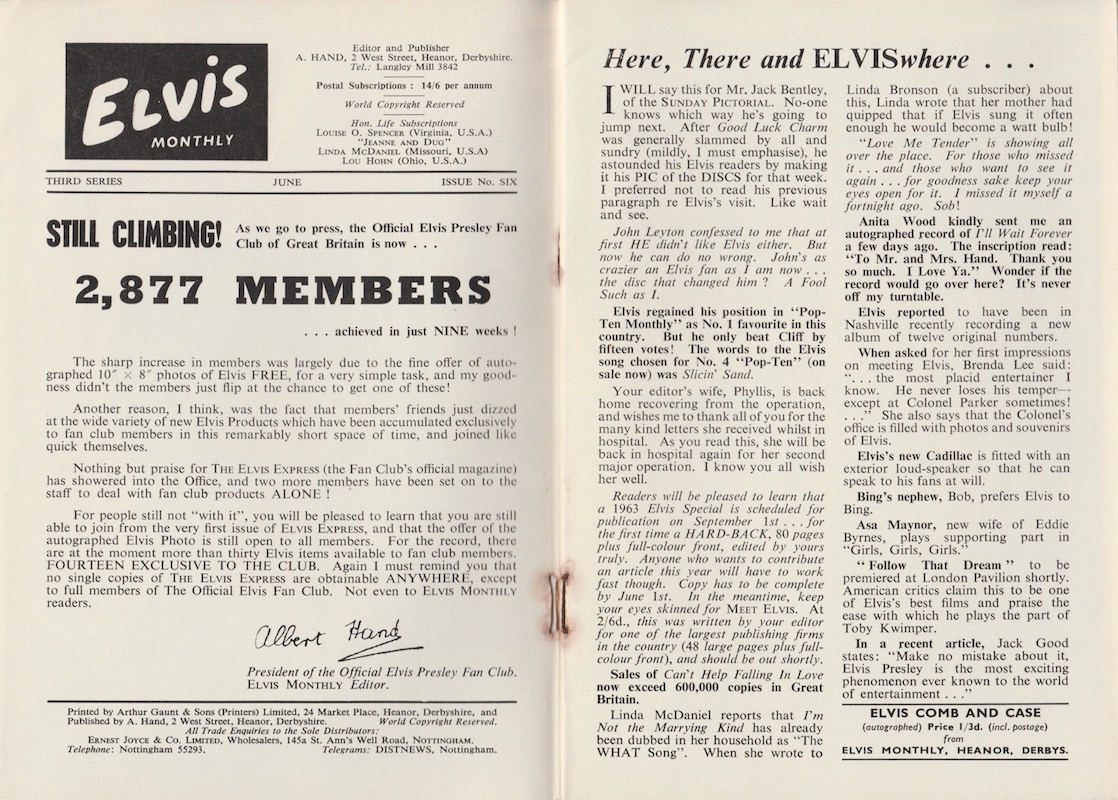 ELVIS
MONTHLY
Editor and Publisher
A. HAND, 2 West Street, Heanor, Derbyshire.
Tel.: Langley Mill 3842
Postal Subscriptions : 14/6 per annum
World Copyright Reserved
Hon. Life Subscriptions
LOUISE O. SPENCER (Virginia, U.S.A.)
"JEANNE AND DUG"
LINDA MCDANIEL (Missouri, U.S.A)
LOU HOHN (Ohio, U.S.A.)
THIRD SERIES JUNE ISSUE No. SIX
STILL CLIMBING!
As we go to press, the Official Elvis Presley Fan
Club of Great Britain is now . . .
2,877 MEMBERS
. . . achieved in just NINE weeks !
The sharp increase in members was largely due to the fine offer of auto-
graphed 10" × 8" photos of Elvis FREE, for a very simple task, and my good-
ness didn't the members just flip at the chance to get one of these!
Another reason, I think, was the fact that members' friends just dizzed
at the wide variety of new Elvis Products which have been accumulated exclusively
to fan club members in this remarkably short space of time, and joined like
quick themselves.
Nothing but praise for THE ELVIS EXPRESS (the Fan Club's official magazine)
has showered into the Office, and two more members have been set on to the
staff to deal with fan club products ALONE !
For people still not "with it", you will be pleased to learn that you are still
able to join from the very first issue of ELVIS EXPRESS, and that the offer of the
autographed Elvis Photo is still open to all members. For the record, there
are at the moment more than thirty Elvis items available to fan club members.
FOURTEEN EXCLUSIVE TO THE CLUB. Again I must remind you that
no single copies of THE ELVIS EXPRESS are obtainable ANYWHERE, except
to full members of The Official Elvis Fan Club. Not even to ELVIS MONTHLY
readers.
Albert Hand
President of the Official Elvis Presley Fan Club.
ELVIS MONTHLY Editor.
Printed by Arthur Gaunt & Sons (Printers) Limited, 24 Market Place, Heanor, Derbyshire, and
Published by A. Hand, 2 West Street, Heanor, Derbyshire. World Copyright Reserved.
All Trade Enquiries to the Sole Distributors:
ERNEST JOYCE & CO. LIMITED, Wholesalers, 145a St. Ann's Well Road, NOTTINGHAM.
Telephone: Nottingham 55293. Telegrams: DISTNEWS, Nottingham.
Here, There and ELVISwhere . . .
I WILL say this for Mr. Jack Bentley,
of the SUNDAY PICTORIAL. No-one
knows which way he's going to
jump next. After Good Luck Charm
was generally slammed by all and
sundry (mildly, I must emphasise), he
astounded his Elvis readers by making
it his PIC of the DISCS for that week.
I preferred not to read his previous
paragraph re Elvis's visit. Like wait
and see.
John Leyton confessed to me that at
first HE didn't like Elvis either. But
now he can do no wrong. John's as
crazier an Elvis fan as I am now . . .
the disc that changed him ? A Fool
Such as I.
Elvis regained his position in "Pop-
Ten Monthly" as No. 1 favourite in this
country. But he only beat Cliff by
fifteen votes! The words to the Elvis
song chosen for No. 4 "Pop-Ten" (on
sale now) was Slicin' Sand.
Your editor's wife, Phyllis, is back
home recovering from the operation,
and wishes me to thank all of you for the
many kind letters she received whilst in
hospital. As you read this, she will be
back in hospital again for her second
major operation. I know you all wish
her well.
Readers will be pleased to learn that
a 1963 Elvis Special is scheduled for
publication on September 1st . . . for
the first time a HARD-BACK, 80 pages
plus full-colour front, edited by yours
truly. Anyone who wants to contribute
an article this year will have to work
fast though. Copy has to be complete
by June 1st. In the meantime, keep
your eyes skinned for MEET ELVIS. At
2/6d., this was written by your editor
for one of the largest publishing firms
in the country (48 large pages plus full-
colour front), and should be out shortly.
Sales of Can't Help Falling In Love
now exceed 600,000 copies in Great
Britain.
Linda McDaniel reports that I'm
Not the Marrying Kind has already
been dubbed in her household as "The
WHAT Song". When she wrote to
Linda Bronson (a subscriber) about
this, Linda wrote that her mother had
quipped that if Elvis sung it often
enough he would become a watt bulb!
"Love Me Tender" is showing all
over the place. For those who missed
it . . . and those who want to see it
again . . . for goodness sake keep your
eyes open for it. I missed it myself a
fortnight ago. Sob!
Anita Wood kindly sent me an
autographed record of I'll Wait Forever
a few days ago. The inscription read:
"To Mr. and Mrs. Hand. Thank you
so much. I Love Ya." Wonder if the
record would go over here? It's never
off my turntable.
Elvis reported to have been in
Nashville recently recording a new
album of twelve original numbers.
When asked for her first impressions
on meeting Elvis, Brenda Lee said:
". . . the most placid entertainer I
know. He never loses his temper—
except at Colonel Parker sometimes!
. . ." She also says that the Colonel's
office is filled with photos and souvenirs
of Elvis.
Elvis's new Cadillac is fitted with an
exterior loud-speaker so that he can
speak to his fans at will.
Bing's nephew, Bob, prefers Elvis to
Bing.
Asa Maynor, new wife of Eddie
Byrnes, plays supporting part in
"Girls, Girls, Girls."
" Follow That Dream " to be
premiered at London Pavilion shortly.
American critics claim this to be one
of Elvis's best films and praise the
ease with which he plays the part of
Toby Kwimper.
In a recent article, Jack Good
states: "Make no mistake about it,
Elvis Presley is the most exciting
phenomenon ever known to the world
of entertainment . . ."
ELVIS COMB AND CASE
(autographed) Price 1/3d. (incl. postage)
from
ELVIS MONTHLY, HEANOR, DERBYS.